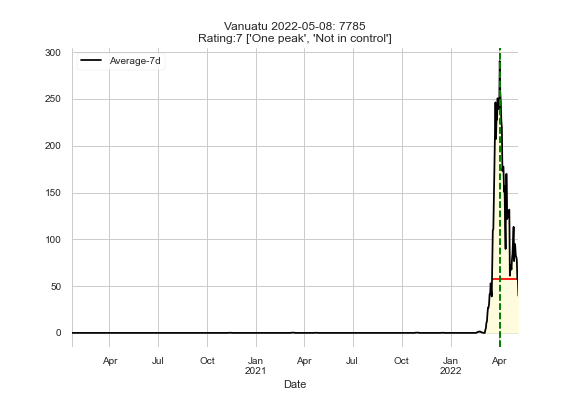 Vanuatu 2022-05-08: 7785
Rating:7 ['One peak', 'Not in control']
Average-7d
300
250
200
150
100
50
0
Apr Jul Oct Jan Apr Jul Oct Jan Apr
2021 2022
Date